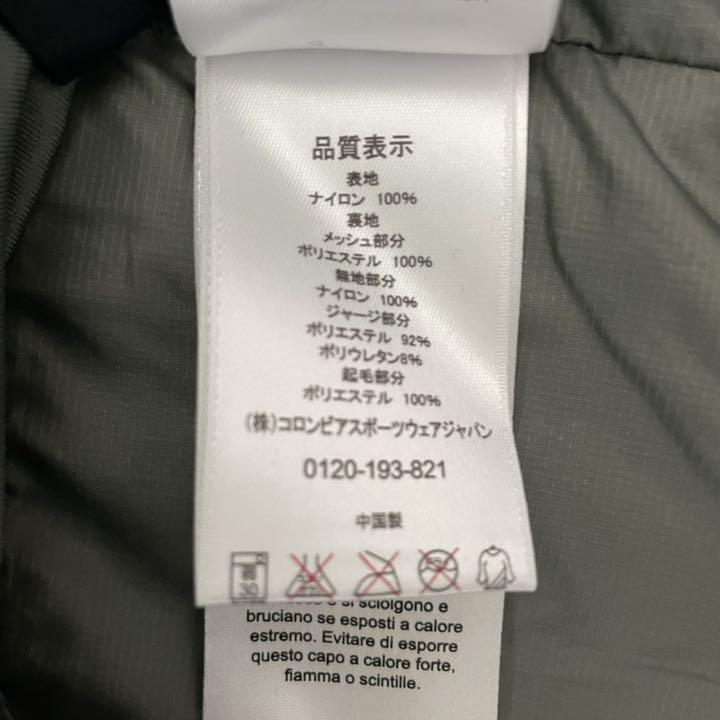 品質表示
表地
ナイロン 100%
裏地
メッシュ部分
ポリエステル 100%
無地部分
ナイロン 100%
ジャージ部分
ポリエステル 92%
ポリウレタン8%
起毛部分
ポリエステル 100%
(株)コロンビアスポーツウェアジャパン
0120-193-821
中国製
30
si sciolgono e
bruciano se esposti a calore
estremo. Evitare di esporre
questo capo a calore forte,
fiamma o scintille.